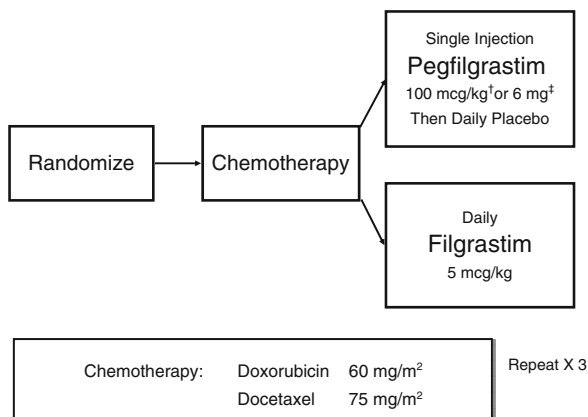 Single Injection
Pegfilgrastim
100 mcg/kg†or 6 mg‡
Then Daily Placebo
Randomize
Chemotherapy
Daily
Filgrastim
5 mcg/kg
Chemotherapy: Doxorubicin 60 mg/m²
Docetaxel 75 mg/m²
Repeat X 3